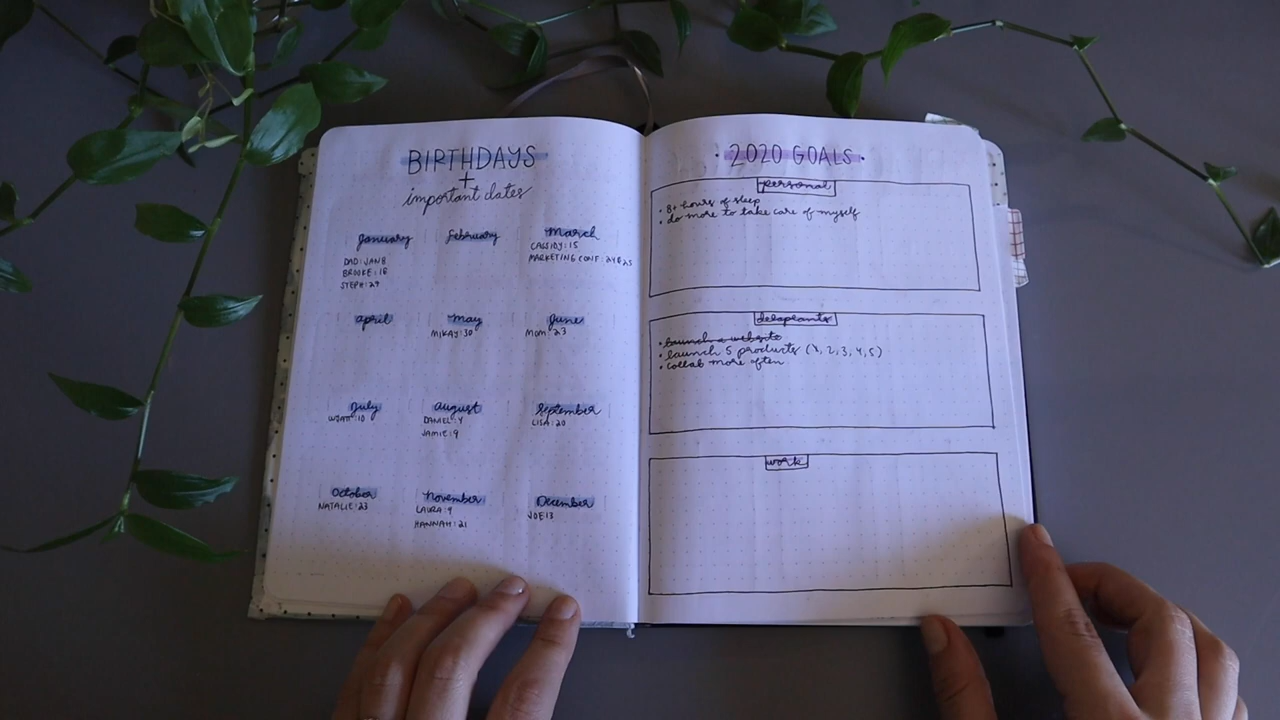 BIRTHDAYS
+
important dates
January
DAD: JAN 8
BROOKE: 18
STEPH: 29
february
March
CASSIDY: 15
MARKETING CONF: 24 & 25
april
May
MIKAY: 30
June
MOM: 23
July
WYATT: 10
August
DANIEL: 4
JAMIE: 9
September
LISA: 20
October
NATALIE: 23
November
LAURA: 9
HANNAH: 21
December
JOE 13
• 2020 GOALS •
personal
• 8+ hours of sleep
• do more to take care of myself
• launch a website
• launch 5 products (1, 2, 3, 4, 5)
• collab more often
work